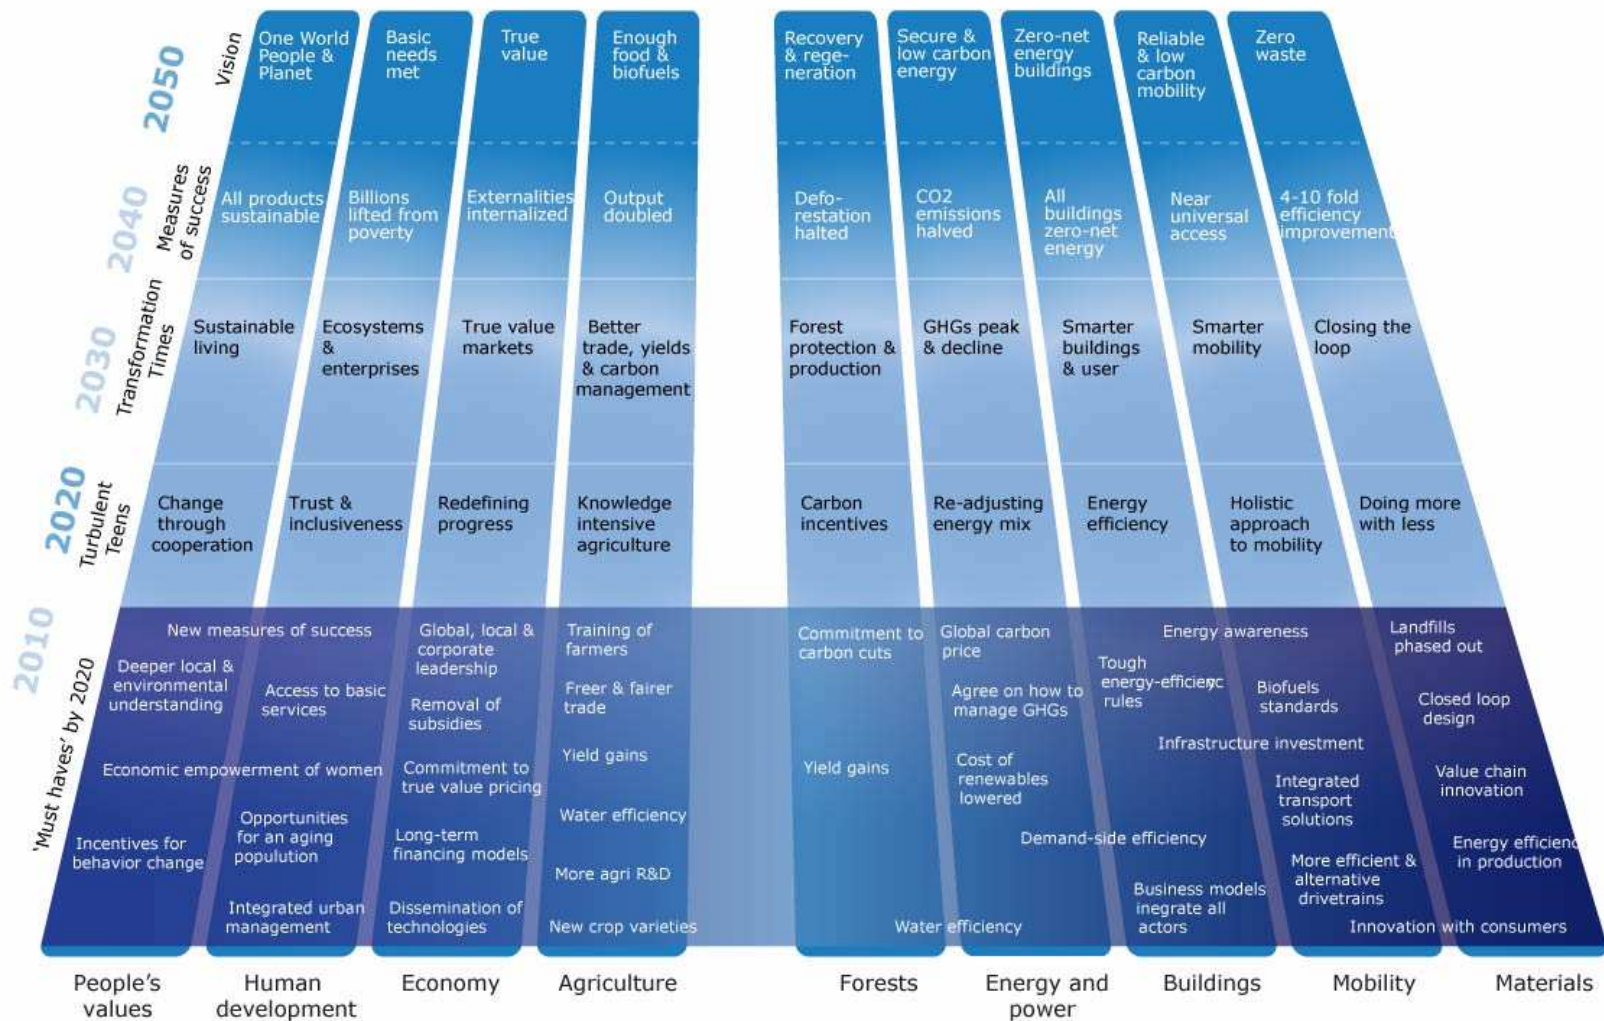 2050
Vision
One World
People &
Planet
Basic
needs
met
True
value
Enough
food &
biofuels
Recovery
& rege-
neration
Secure &
low carbon
energy
Zero-net
energy
buildings
Reliable
& low
carbon
mobility
Zero
waste
2040
Measures
of success
All products
sustainable
Billions
lifted from
poverty
Externalities
internalized
Output
doubled
Defo-
restation
halted
CO2
emissions
halved
All
buildings
zero-net
energy
Near
universal
access
4-10 fold
efficiency
improvement
2030
Transformation
Times
Sustainable
living
Ecosystems
&
enterprises
True value
markets
Better
trade, yields
& carbon
management
Forest
protection &
production
GHGs peak
& decline
Smarter
buildings
& user
Smarter
mobility
Closing the
loop
2020
Turbulent
Teens
Change
through
cooperation
Trust &
inclusiveness
Redefining
progress
Knowledge
intensive
agriculture
Carbon
incentives
Re-adjusting
energy mix
Energy
efficiency
Holistic
approach
to mobility
Doing more
with less
2010
'Must haves' by 2020
New measures of success
Deeper local &
environmental
understanding
Access to basic
services
Economic empowerment of women
Incentives for
behavior change
Opportunities
for an aging
popululution
Integrated urban
management
Global, local &
corporate
leadership
Removal of
subsidies
Commitment to
true value pricing
Long-term
financing models
Dissemination of
technologies
Training of
farmers
Freer & fairer
trade
Yield gains
Water efficiency
More agri R&D
New crop varieties
Commitment to
carbon cuts
Yield gains
Water efficiency
Global carbon
price
Agree on how to
manage GHGs
Cost of
renewables
lowered
Demand-side efficiency
Energy awareness
Tough
energy-efficienc
rules
Infrastructure investment
Business models
inegrate all
actors
Biofuels
standards
Integrated
transport
solutions
More efficient &
alternative
drivetrains
Innovation with consumers
Landfills
phased out
Closed loop
design
Value chain
innovation
Energy efficienc
in production
People's
values
Human
development
Economy
Agriculture
Forests
Energy and
power
Buildings
Mobility
Materials